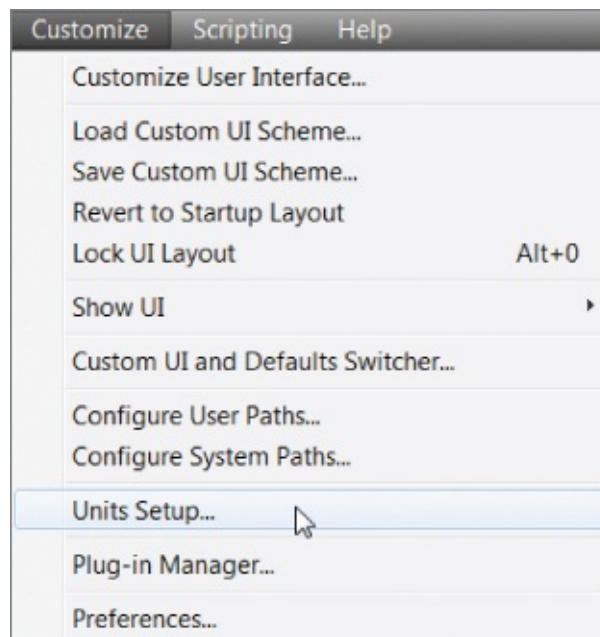 Customize Scripting Help
Customize User Interface...
Load Custom UI Scheme...
Save Custom UI Scheme...
Revert to Startup Layout
Lock UI Layout Alt+0
Show UI
Custom UI and Defaults Switcher...
Configure User Paths...
Configure System Paths...
Units Setup...
Plug-in Manager...
Preferences...